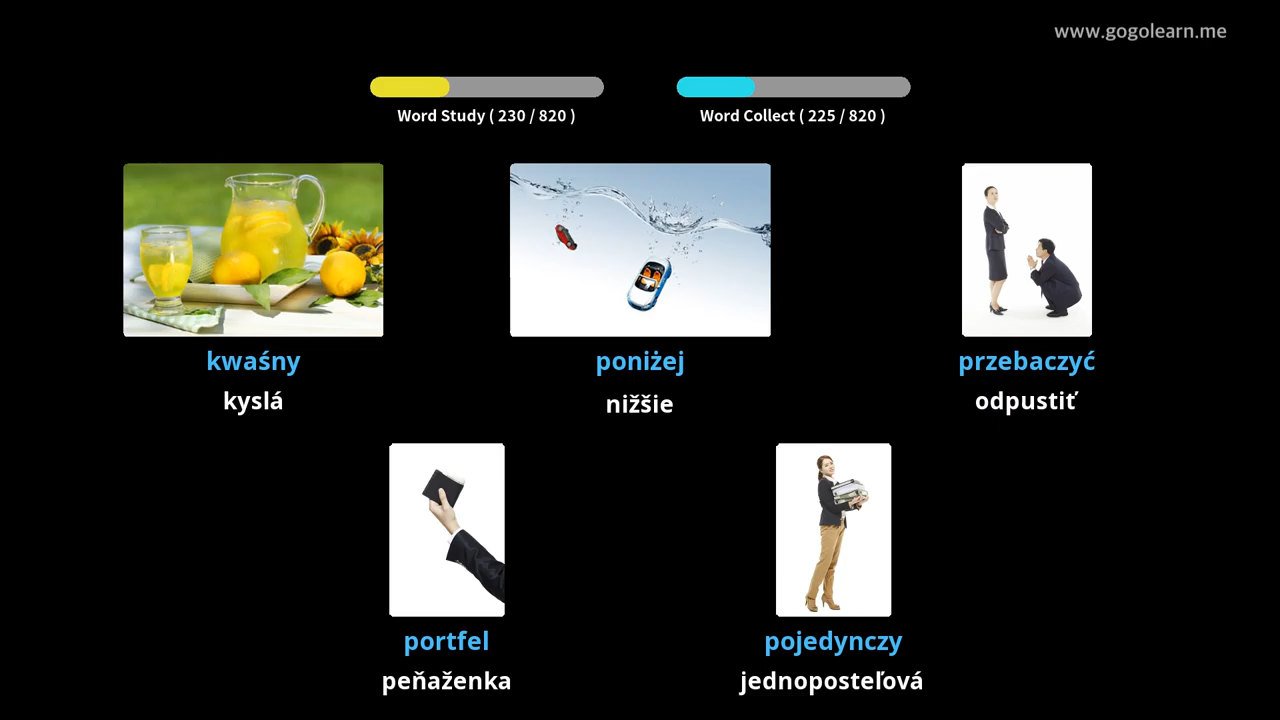 www.gogolearn.me
Word Study ( 230 / 820 )
Word Collect ( 225 / 820 )
kwaśny
kyslá
poniżej
nižšie
przebaczyć
odpustiť
portfel
peňaženka
pojedynczy
jednoposteľová